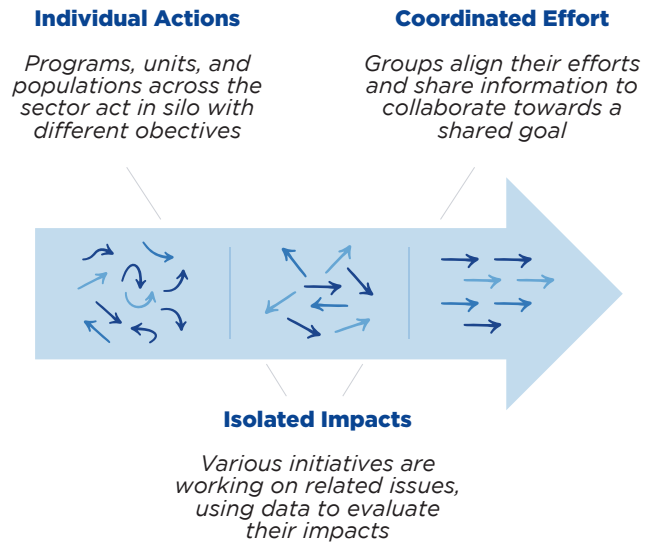 Individual Actions
Programs, units, and
populations across the
sector act in silo with
different obectives
Coordinated Effort
Groups align their efforts
and share information to
collaborate towards a
shared goal
Isolated Impacts
Various initiatives are
working on related issues,
using data to evaluate
their impacts